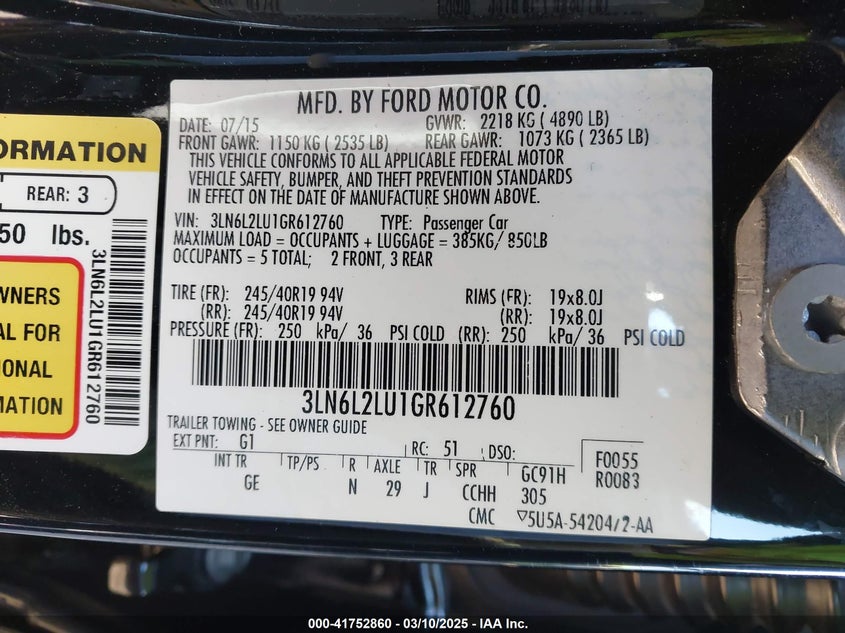 MFD. BY FORD MOTOR CO.
DATE: 07/15 GVWR: 2218 KG ( 4890 LB)
FRONT GAWR: 1150 KG ( 2535 LB) REAR GAWR: 1073 KG ( 2365 LB)
THIS VEHICLE CONFORMS TO ALL APPLICABLE FEDERAL MOTOR
VEHICLE SAFETY, BUMPER, AND THEFT PREVENTION STANDARDS
IN EFFECT ON THE DATE OF MANUFACTURE SHOWN ABOVE.
VIN: 3LN6L2LU1GR612760 TYPE: Passenger Car
MAXIMUM LOAD = OCCUPANTS + LUGGAGE = 385KG/ 850LB
OCCUPANTS = 5 TOTAL; 2 FRONT, 3 REAR
TIRE (FR): 245/40R19 94V RIMS (FR): 19x8.0J
(RR): 245/40R19 94V (RR): 19x8.0J
PRESSURE (FR): 250 kPa/ 36 PSI COLD (RR): 250 kPa/ 36 PSI COLD
3LN6L2LU1GR612760
TRAILER TOWING - SEE OWNER GUIDE
EXT PNT: G1 RC: 51 DSO: F0055
INT TR TP/PS R AXLE TR SPR GC91H R0083
GE N 29 J CCHH 305
CMC ▽5U5A-54204/2-AA
ORMATION
REAR: 3
50 lbs.
WNERS
AL FOR
IONAL
MATION
3LN6L2LU1GR612760
000-41752860 — 03/10/2025 — IAA Inc.